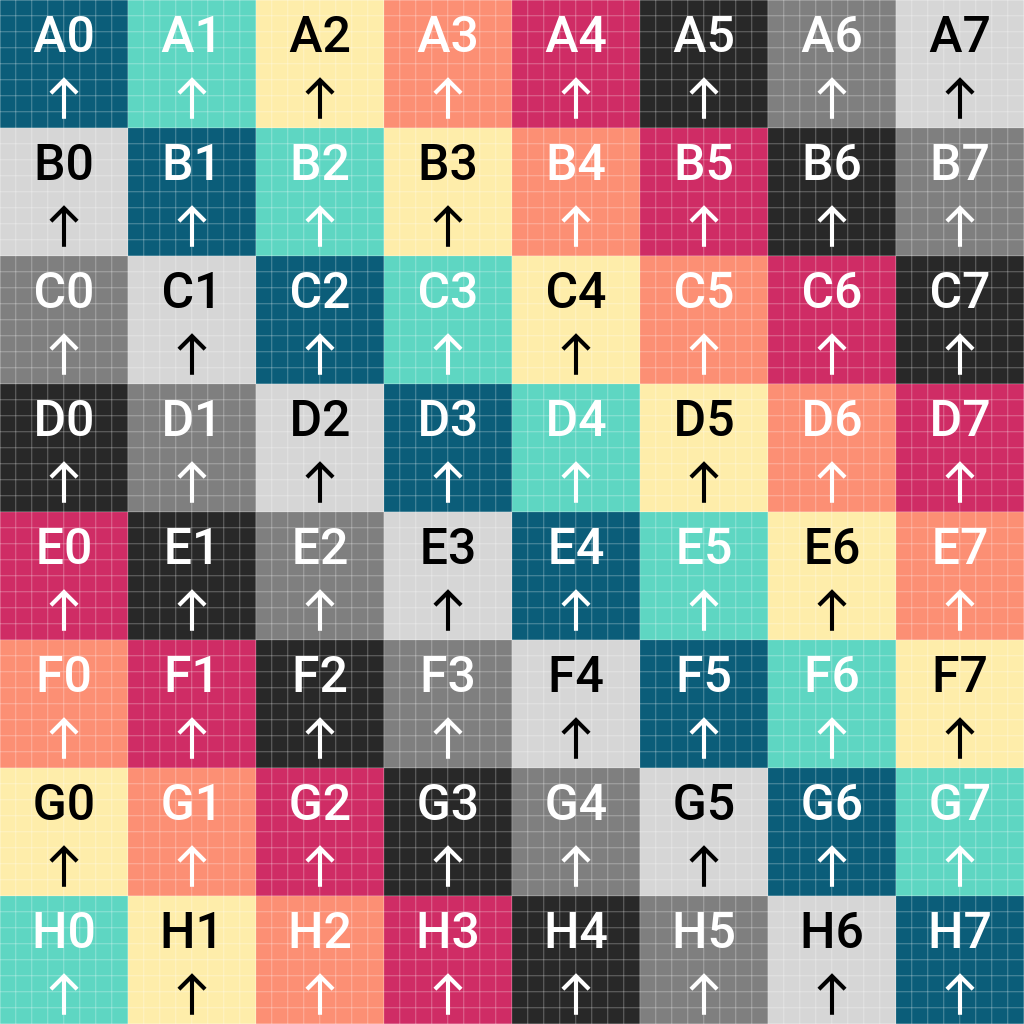 A0 A1 A2 A3 A4 A5 A6 A7
↑ ↑ ↑ ↑ ↑ ↑ ↑ ↑
B0 B1 B2 B3 B4 B5 B6 B7
↑ ↑ ↑ ↑ ↑ ↑ ↑ ↑
C0 C1 C2 C3 C4 C5 C6 C7
↑ ↑ ↑ ↑ ↑ ↑ ↑ ↑
D0 D1 D2 D3 D4 D5 D6 D7
↑ ↑ ↑ ↑ ↑ ↑ ↑ ↑
E0 E1 E2 E3 E4 E5 E6 E7
↑ ↑ ↑ ↑ ↑ ↑ ↑ ↑
F0 F1 F2 F3 F4 F5 F6 F7
↑ ↑ ↑ ↑ ↑ ↑ ↑ ↑
G0 G1 G2 G3 G4 G5 G6 G7
↑ ↑ ↑ ↑ ↑ ↑ ↑ ↑
H0 H1 H2 H3 H4 H5 H6 H7
↑ ↑ ↑ ↑ ↑ ↑ ↑ ↑